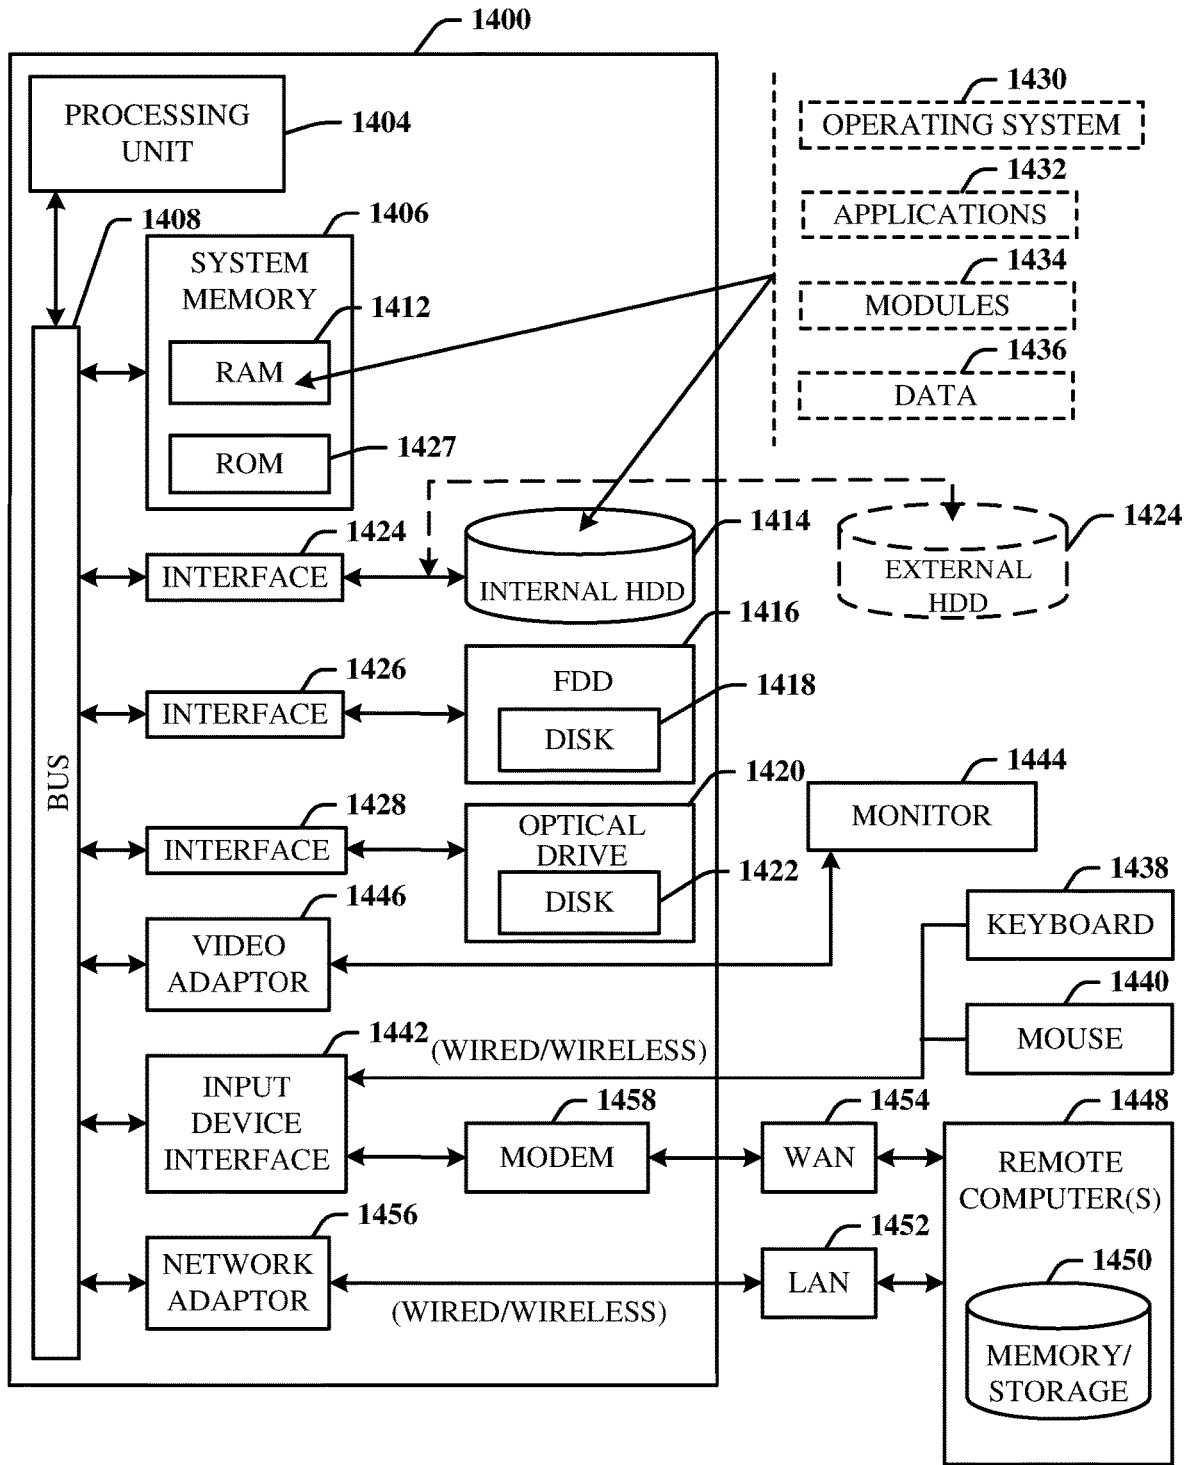 1400
PROCESSING
UNIT
1404
1408
1406
SYSTEM
MEMORY
1412
RAM
1427
ROM
1430
OPERATING SYSTEM
1432
APPLICATIONS
1434
MODULES
1436
DATA
1424
INTERFACE
1414
INTERNAL HDD
1424
EXTERNAL
HDD
1416
1426
INTERFACE
FDD
1418
DISK
BUS
1420
1428
INTERFACE
OPTICAL
DRIVE
1422
DISK
1444
MONITOR
1446
VIDEO
ADAPTOR
1438
KEYBOARD
1440
MOUSE
1442
(WIRED/WIRELESS)
INPUT
DEVICE
INTERFACE
1458
MODEM
1454
WAN
1448
REMOTE
COMPUTER(S)
1456
NETWORK
ADAPTOR
(WIRED/WIRELESS)
1452
LAN
1450
MEMORY/
STORAGE